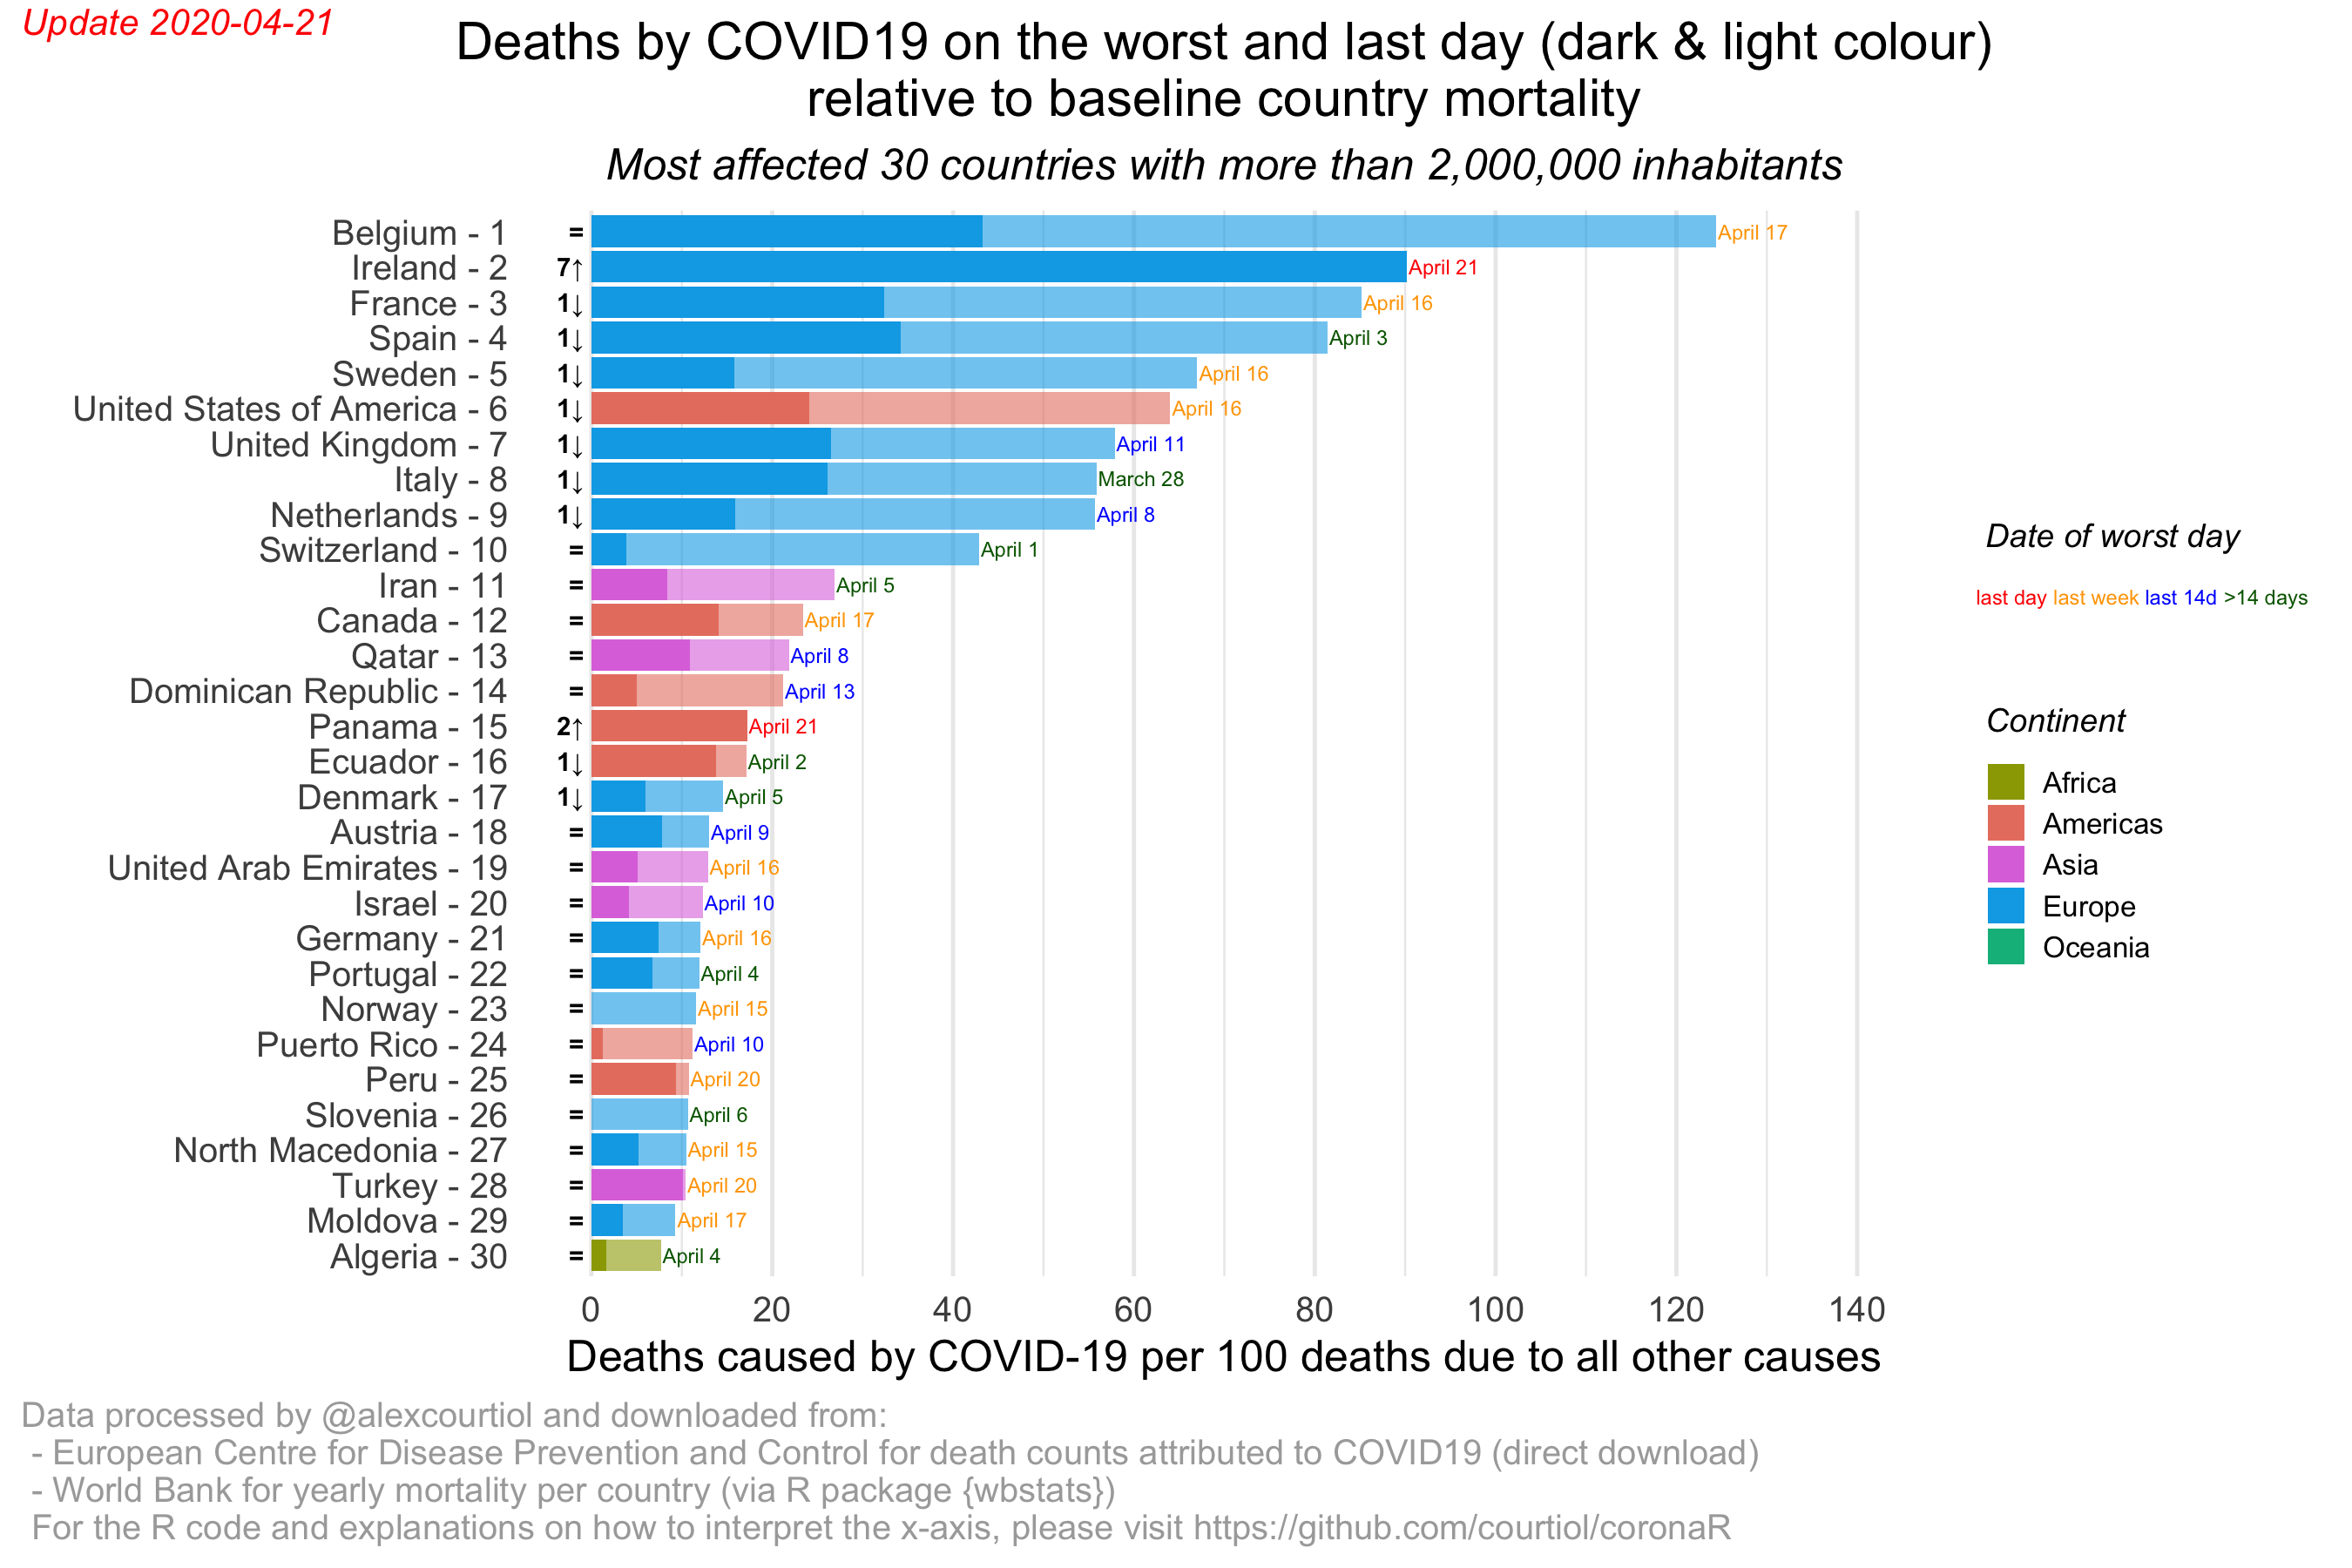 Update 2020-04-21
Deaths by COVID19 on the worst and last day (dark & light colour)
relative to baseline country mortality
Most affected 30 countries with more than 2,000,000 inhabitants
Belgium - 1 = April 17
Ireland - 2 7↑ April 21
France - 3 1↓ April 16
Spain - 4 1↓ April 3
Sweden - 5 1↓ April 16
United States of America - 6 1↓ April 16
United Kingdom - 7 1↓ April 11
Italy - 8 1↓ March 28
Netherlands - 9 1↓ April 8
Switzerland - 10 = April 1
Iran - 11 = April 5
Canada - 12 = April 17
Qatar - 13 = April 8
Dominican Republic - 14 = April 13
Panama - 15 2↑ April 21
Ecuador - 16 1↓ April 2
Denmark - 17 1↓ April 5
Austria - 18 = April 9
United Arab Emirates - 19 = April 16
Israel - 20 = April 10
Germany - 21 = April 16
Portugal - 22 = April 4
Norway - 23 = April 15
Puerto Rico - 24 = April 10
Peru - 25 = April 20
Slovenia - 26 = April 6
North Macedonia - 27 = April 15
Turkey - 28 = April 20
Moldova - 29 = April 17
Algeria - 30 = April 4
0 20 40 60 80 100 120 140
Deaths caused by COVID-19 per 100 deaths due to all other causes
Date of worst day
last day last week last 14d >14 days
Continent
Africa
Americas
Asia
Europe
Oceania
Data processed by @alexcourtiol and downloaded from:
- European Centre for Disease Prevention and Control for death counts attributed to COVID19 (direct download)
- World Bank for yearly mortality per country (via R package {wbstats})
For the R code and explanations on how to interpret the x-axis, please visit https://github.com/courtiol/coronaR